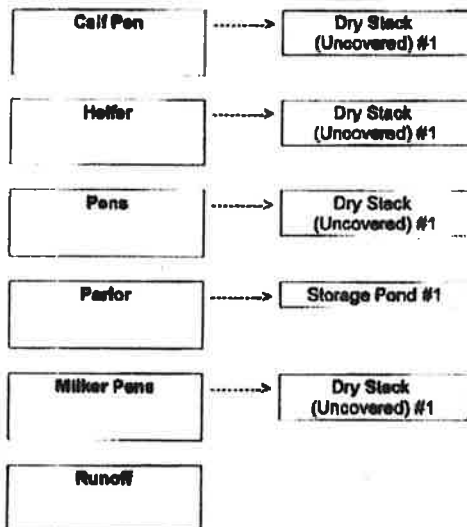 Calf Pen
Dry Stack
(Uncovered) #1
Heifer
Dry Stack
(Uncovered) #1
Pens
Dry Stack
(Uncovered) #1
Parlor
Storage Pond #1
Milker Pens
Dry Stack
(Uncovered) #1
Runoff